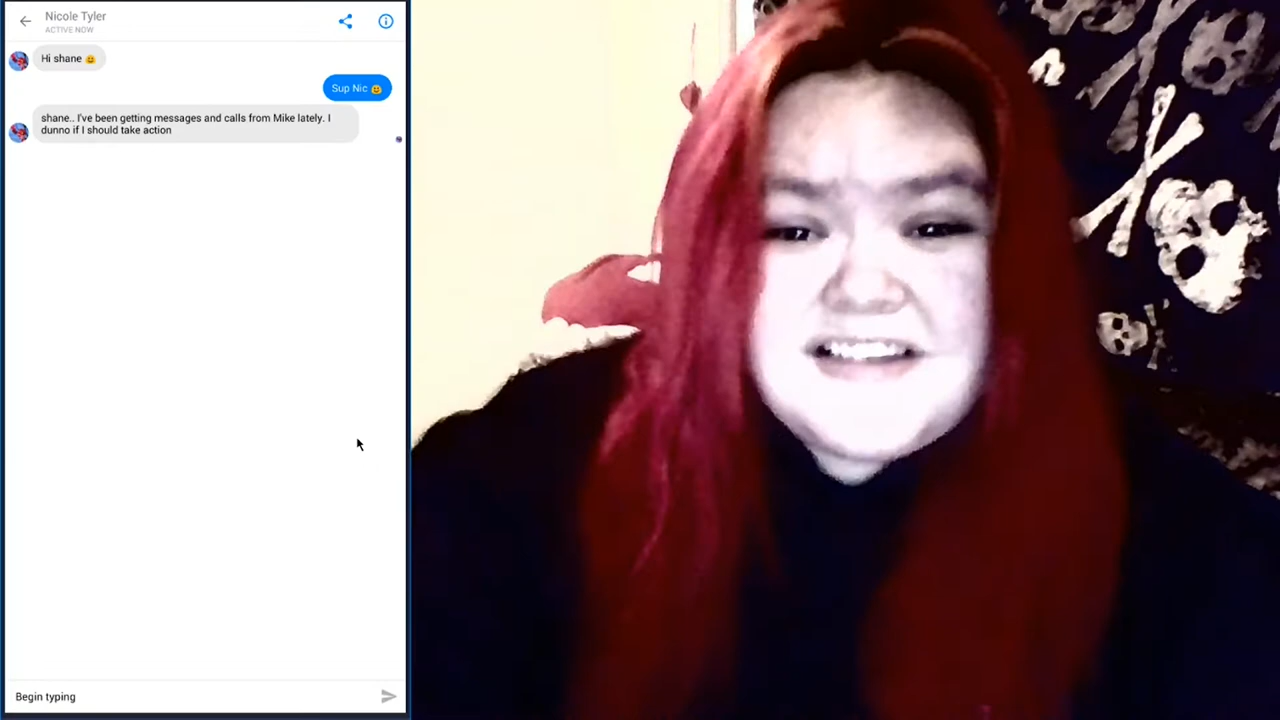 Nicole Tyler
ACTIVE NOW
Hi shane 😃
Sup Nic 😃
shane.. I've been getting messages and calls from Mike lately. I
dunno if I should take action
Begin typing